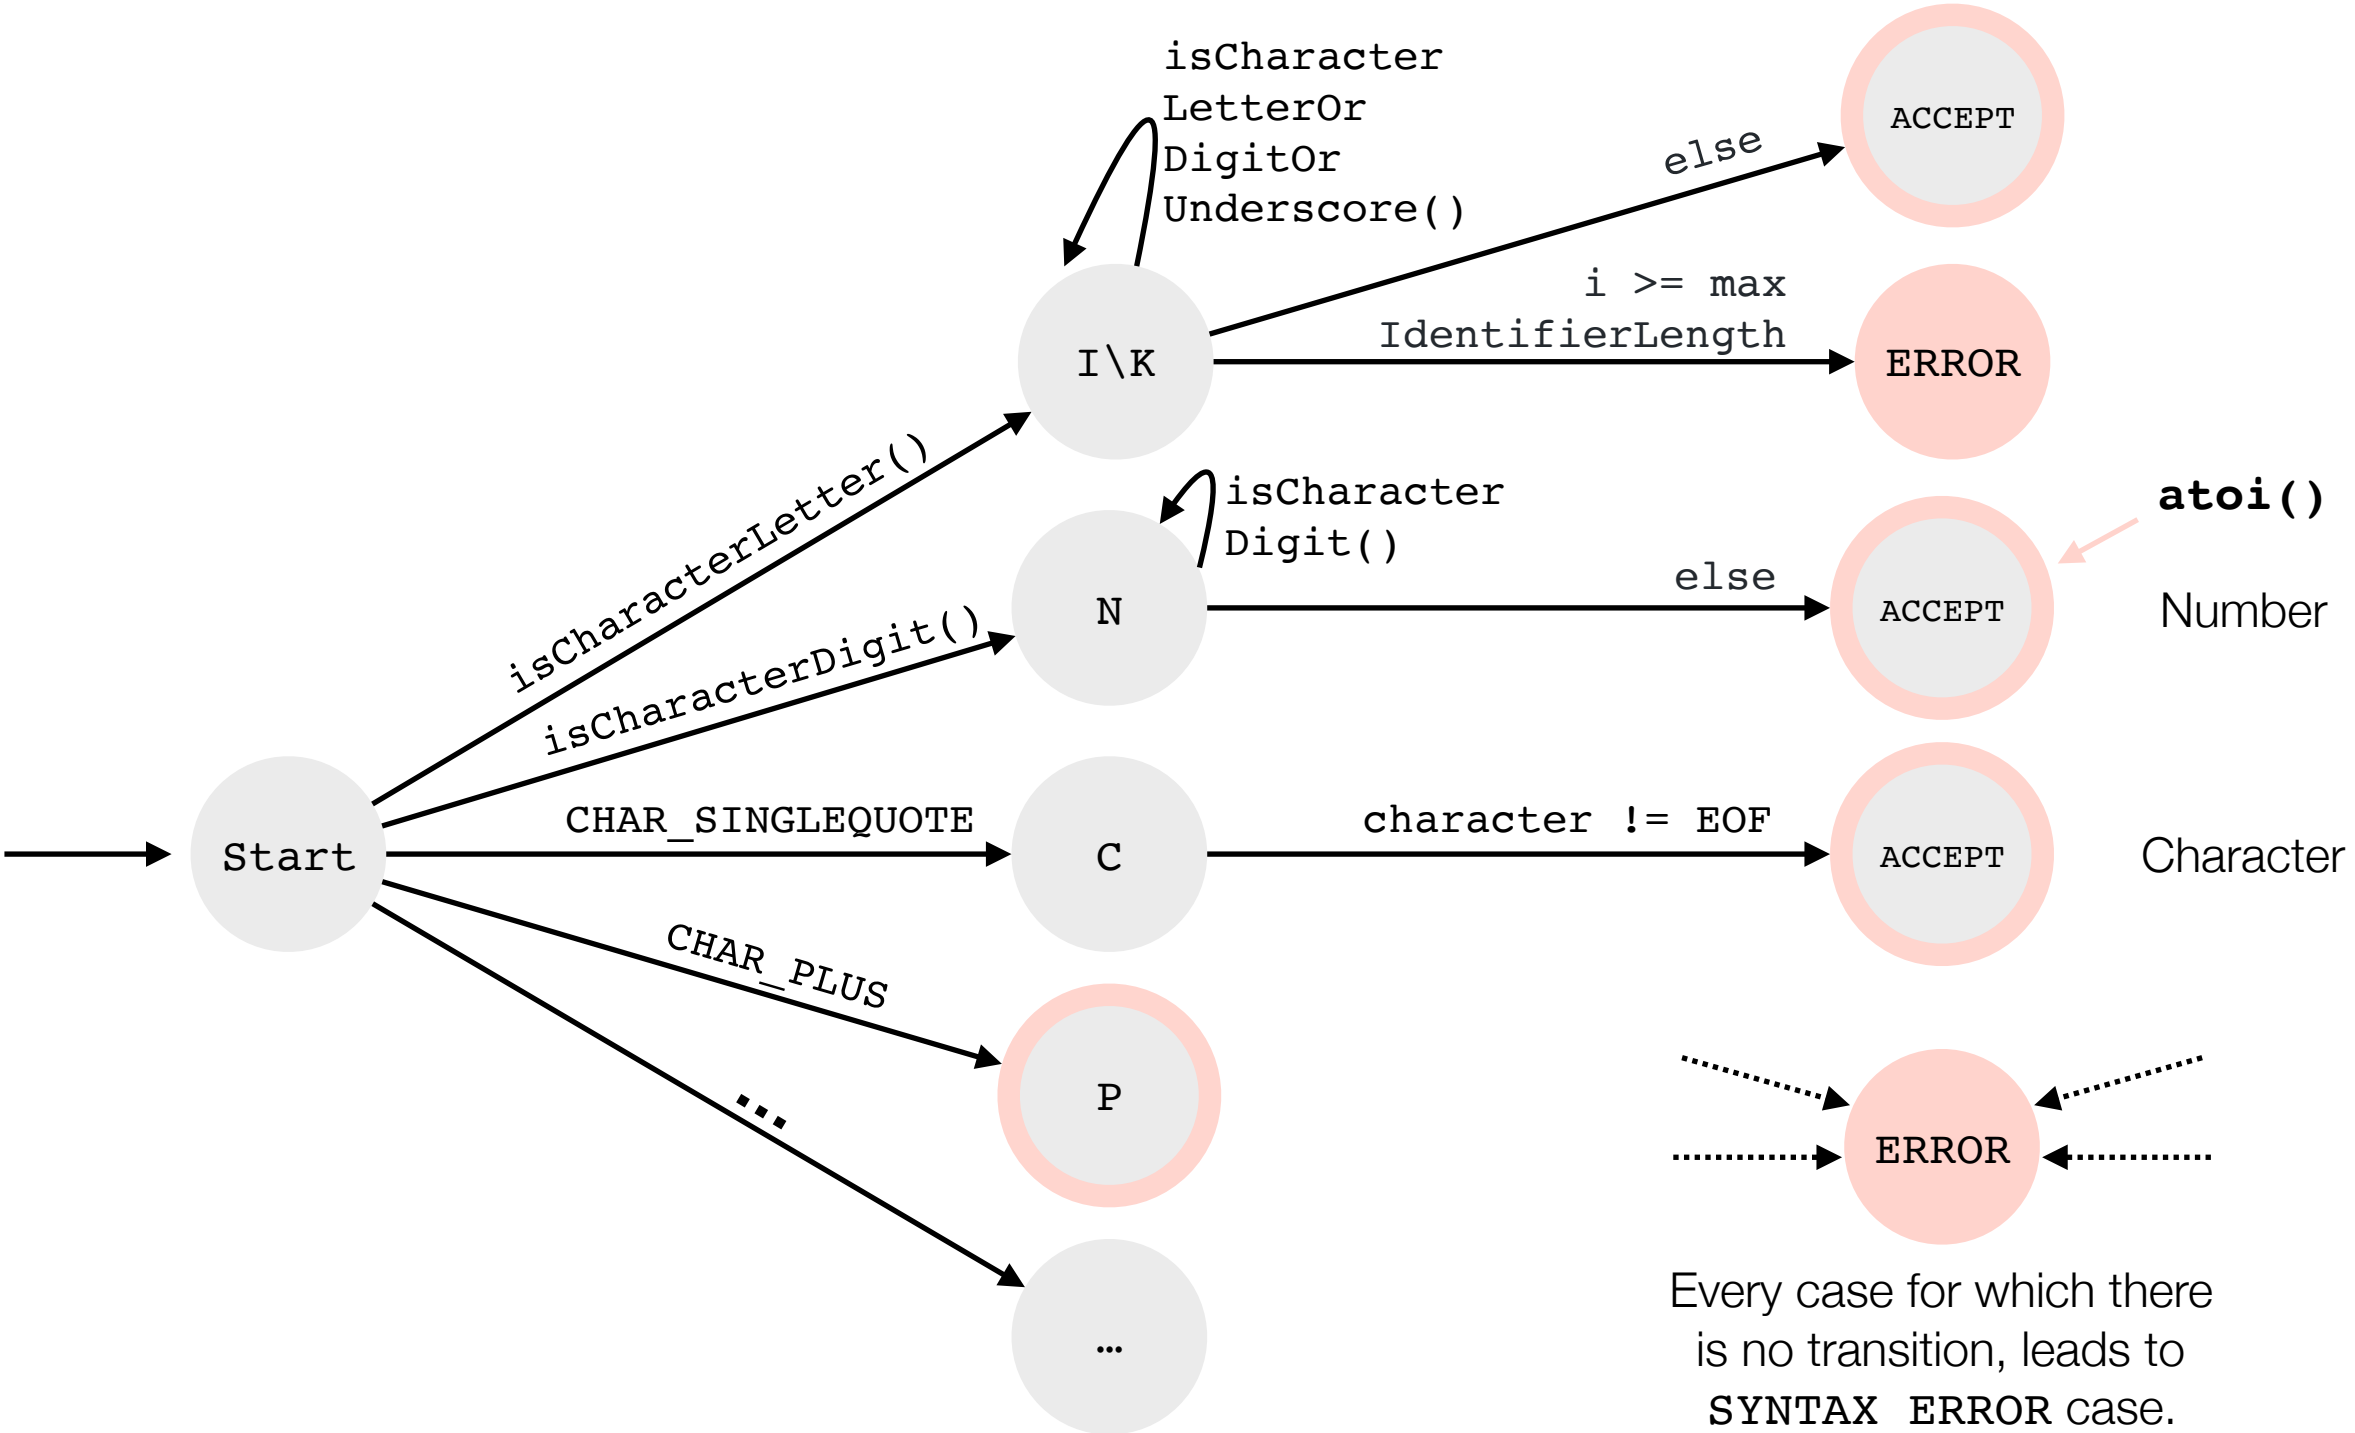 isCharacter
LetterOr
DigitOr
Underscore()
else
ACCEPT
i >= max
IdentifierLength
I\K
ERROR
isCharacterLetter()
isCharacter
Digit()
atoi()
else
N
ACCEPT
Number
isCharacterDigit()
CHAR_SINGLEQUOTE
character != EOF
Start
C
ACCEPT
Character
CHAR_PLUS
P
...
ERROR
…
Every case for which there
is no transition, leads to
SYNTAX ERROR case.